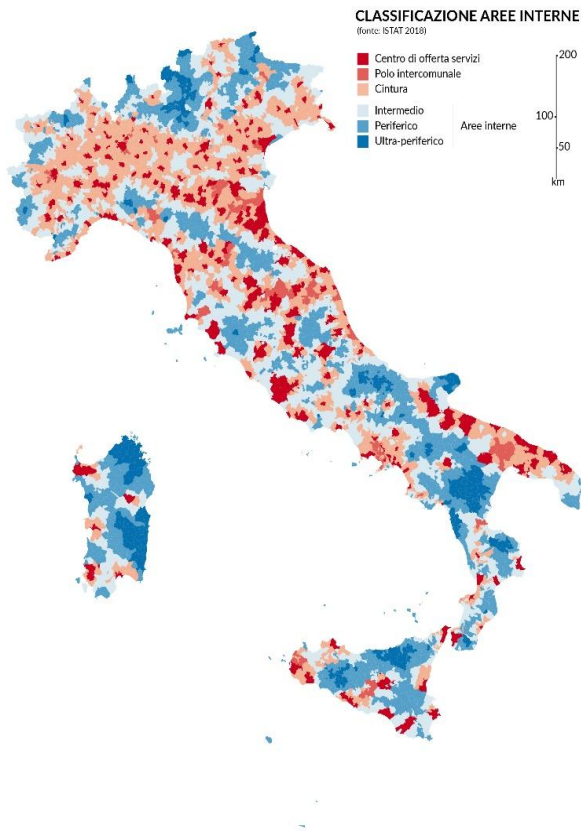 CLASSIFICAZIONE AREE INTERNE
(fonte: ISTAT 2018)
Centro di offerta servizi
Polo intercomunale
Cintura
Intermedio
Periferico
Aree interne
Ultra-periferico
200
100
50
km